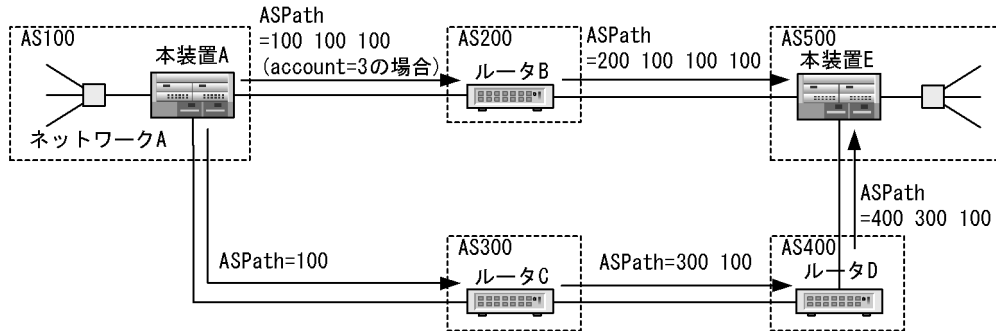 ASPath
=100 100 100
(account=3の場合)
AS100
本装置A
ネットワークA
AS200
ルータB
ASPath
=200 100 100 100
AS500
本装置E
ASPath
=400 300 100
ASPath=100
AS300
ルータC
ASPath=300 100
AS400
ルータD